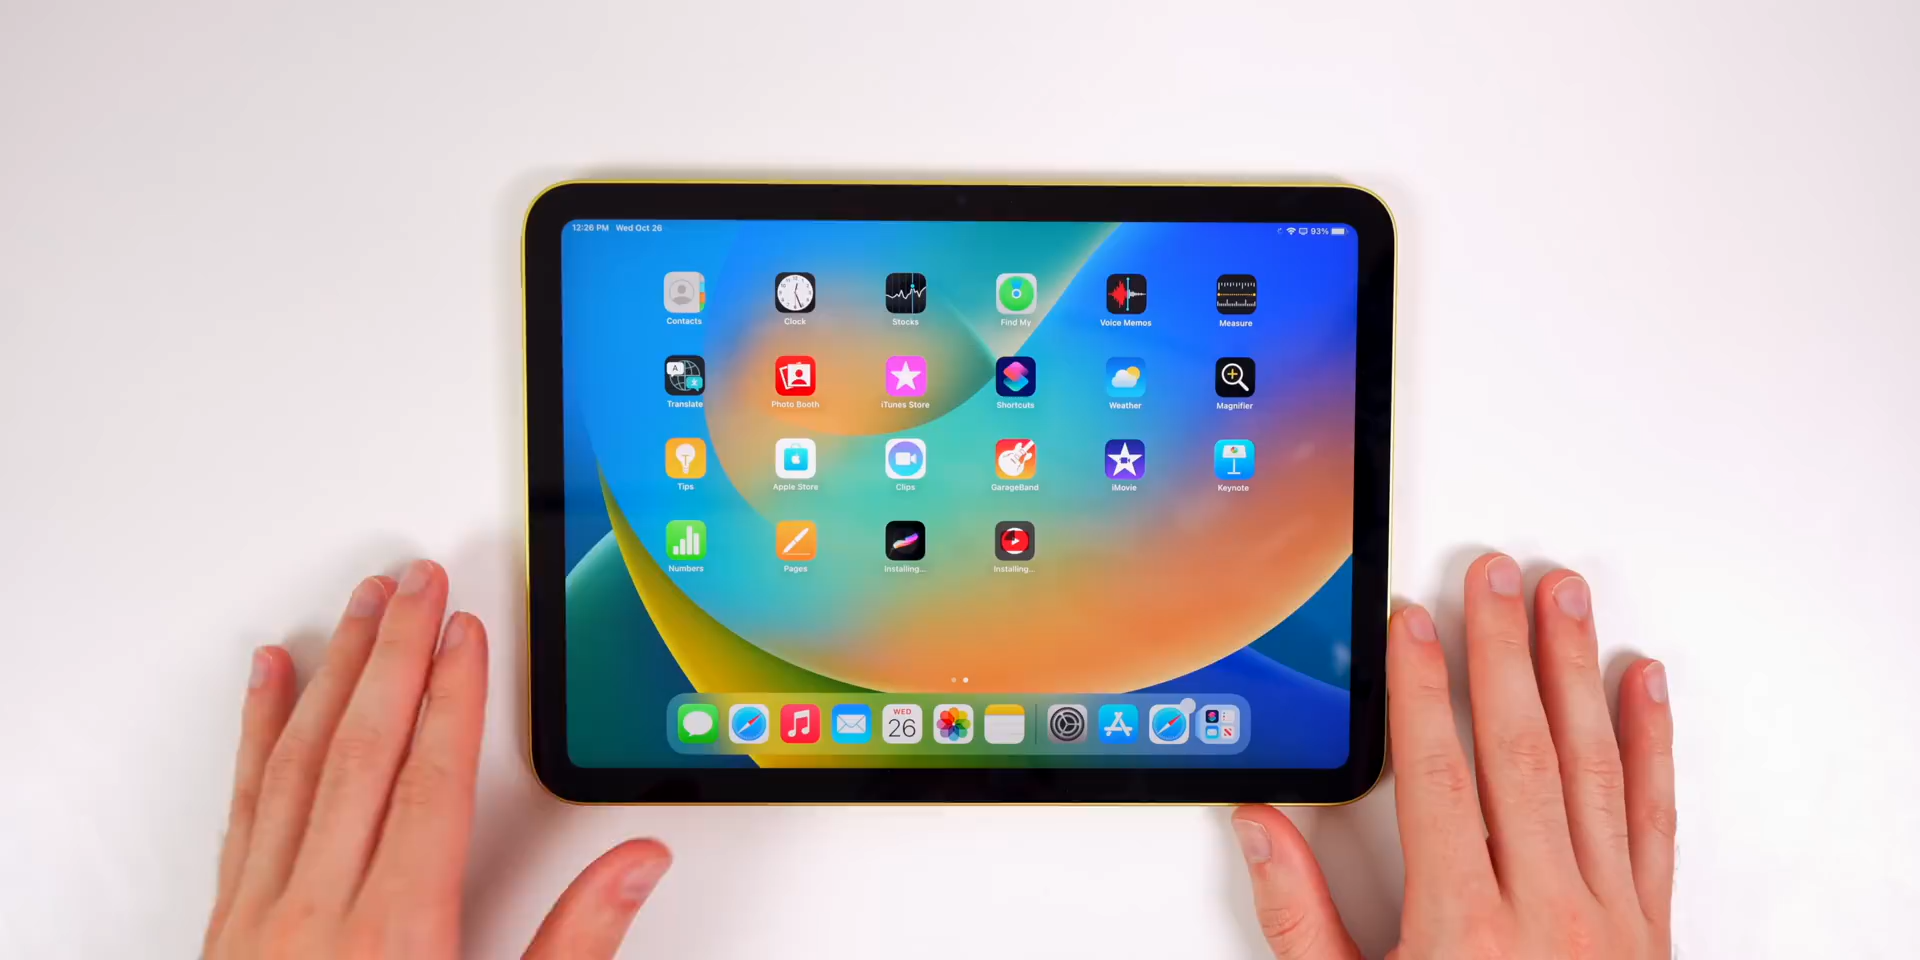 12:26 PM Wed Oct 26
93%
Contacts Clock Stocks Find My Voice Memos Measure
Translate Photo Booth iTunes Store Shortcuts Weather Magnifier
Tips Apple Store Clips GarageBand iMovie Keynote
Numbers Pages Installing... Installing...
WED
26